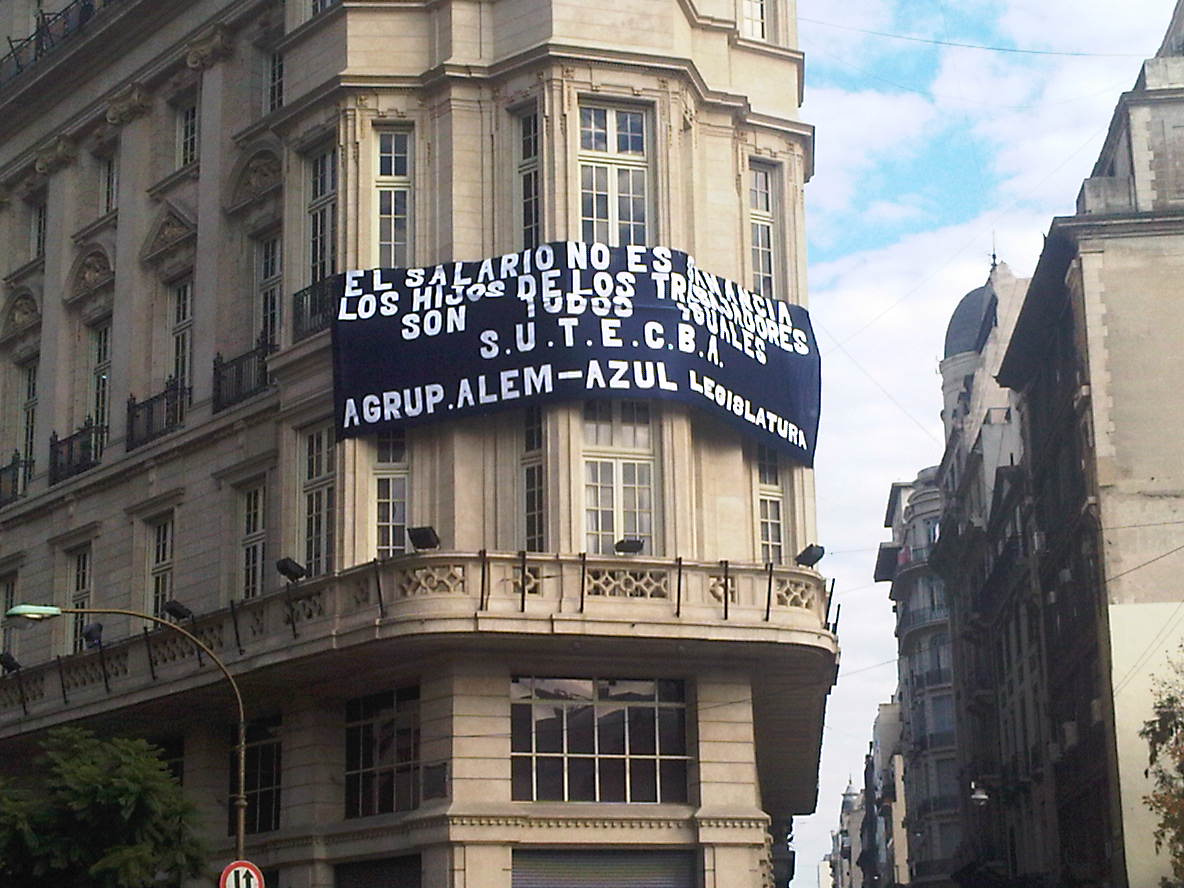 EL SALARIO NO ES GANANCIA
LOS HIJOS DE LOS TRABAJADORES
SON TODOS IGUALES
S.U.T.E.C.B.A.
AGRUP.ALEM-AZUL LEGISLATURA